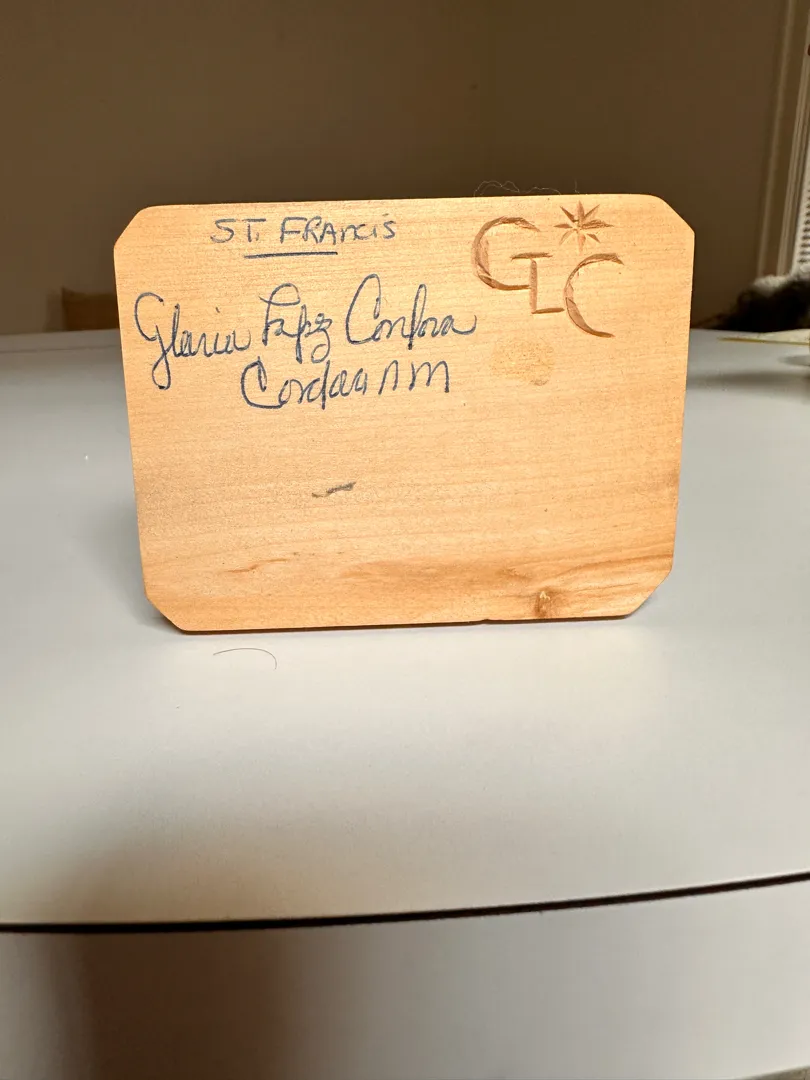 ST. FRANCIS
GLC
Gloria Lopez Cordova
Cordova NM